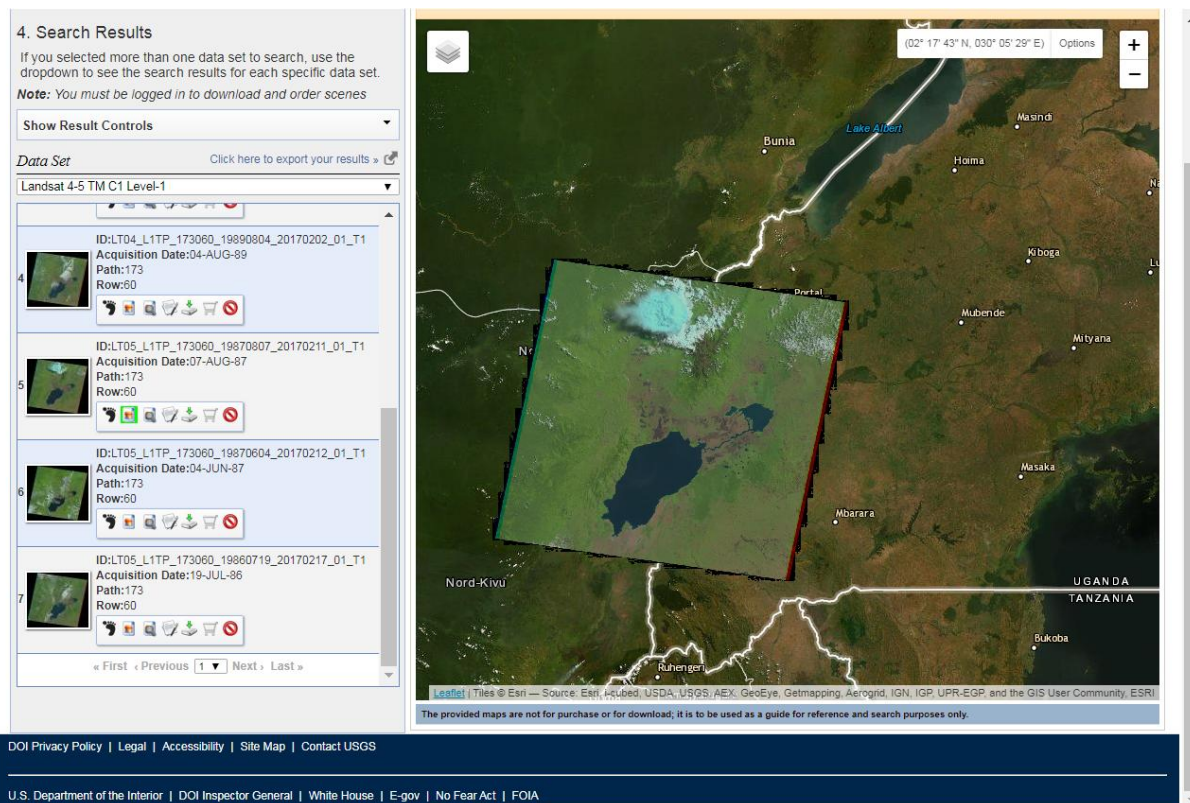 4. Search Results
If you selected more than one data set to search, use the
dropdown to see the search results for each specific data set.
Note: You must be logged in to download and order scenes
Show Result Controls
Data Set
Click here to export your results »
Landsat 4-5 TM C1 Level-1
4
ID:LT04_L1TP_173060_19890804_20170202_01_T1
Acquisition Date:04-AUG-89
Path:173
Row:60
5
ID:LT05_L1TP_173060_19870807_20170211_01_T1
Acquisition Date:07-AUG-87
Path:173
Row:60
6
ID:LT05_L1TP_173060_19870604_20170212_01_T1
Acquisition Date:04-JUN-87
Path:173
Row:60
7
ID:LT05_L1TP_173060_19860719_20170217_01_T1
Acquisition Date:19-JUL-86
Path:173
Row:60
« First ‹ Previous 1 Next › Last »
(02° 17' 43" N, 030° 05' 29" E) Options
+
−
Lake Albert
Masindi
Bunia
Hoima
Kiboga
Portal
Mubende
Mityana
Masaka
Mbarara
Nord-Kivu
UGANDA
TANZANIA
Bukoba
Ruhengeri
Leaflet | Tiles © Esri — Source: Esri, i-cubed, USDA, USGS, AEX, GeoEye, Getmapping, Aerogrid, IGN, IGP, UPR-EGP, and the GIS User Community, ESRI
The provided maps are not for purchase or for download; it is to be used as a guide for reference and search purposes only.
DOI Privacy Policy | Legal | Accessibility | Site Map | Contact USGS
U.S. Department of the Interior | DOI Inspector General | White House | E-gov | No Fear Act | FOIA